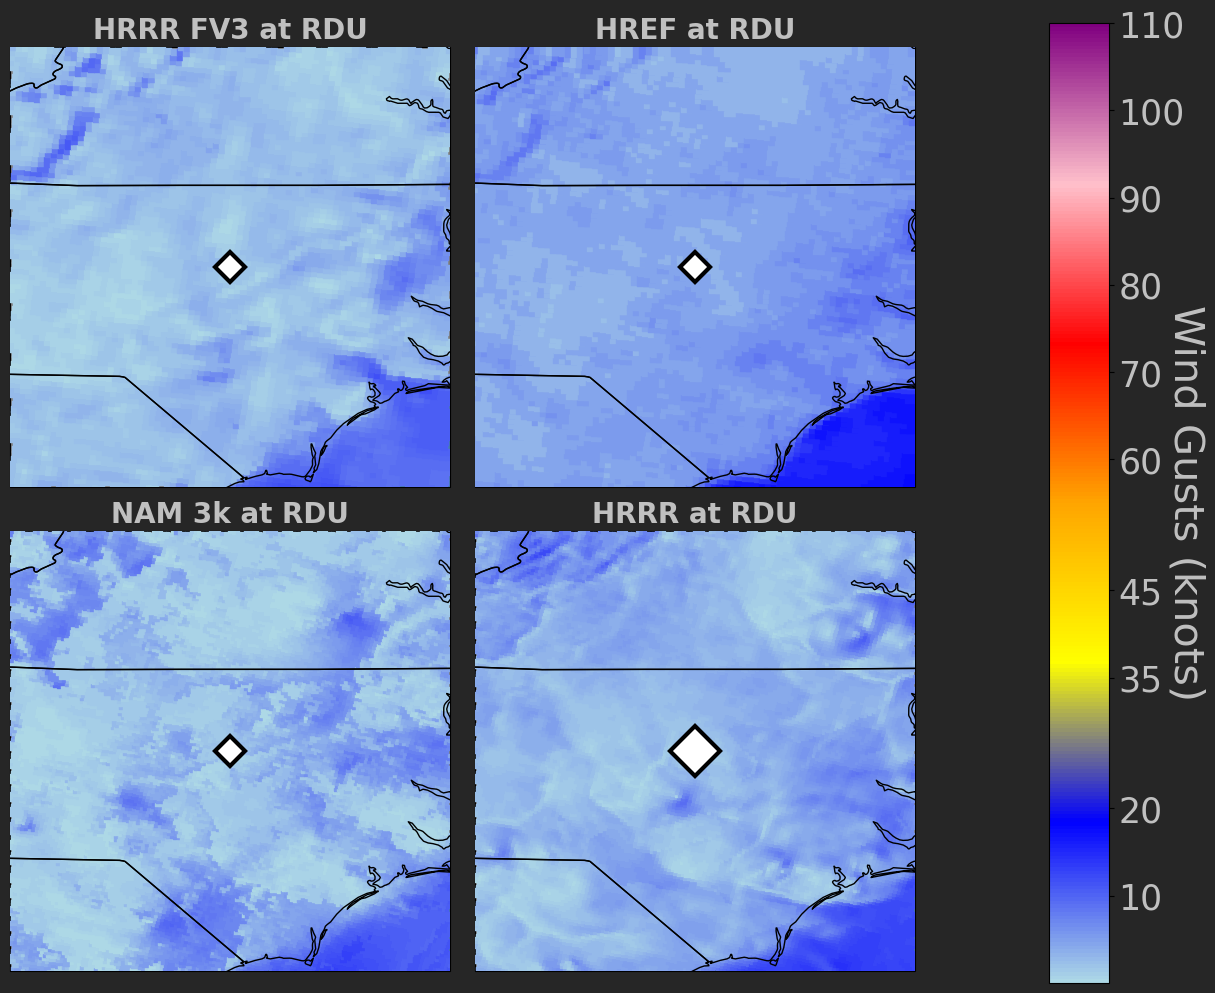 HRRR FV3 at RDU
HREF at RDU
NAM 3k at RDU
HRRR at RDU
110
100
90
80
70
60
45
35
20
10
Wind Gusts (knots)